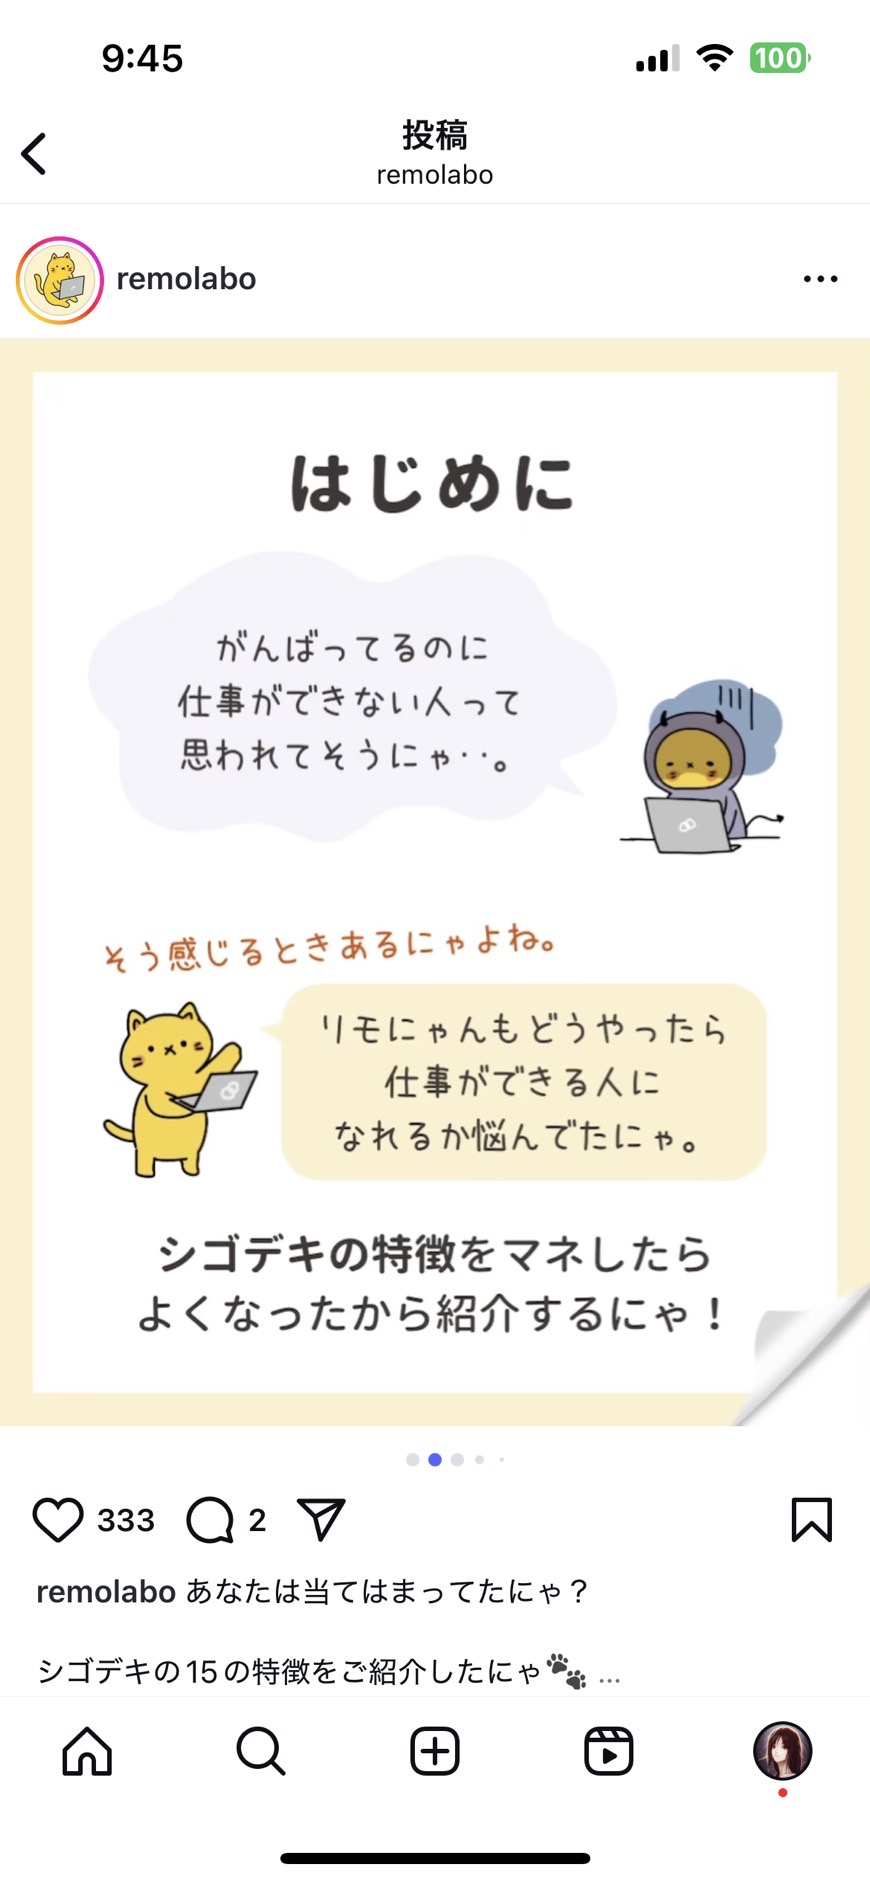 9:45
100
投稿
remolabo
remolabo
はじめに
がんばってるのに
仕事ができない人って
思われてそうにゃ‥。
そう感じるときあるにゃよね。
リモにゃんもどうやったら
仕事ができる人に
なれるか悩んでたにゃ。
シゴデキの特徴をマネしたら
よくなったから紹介するにゃ！
333
2
remolabo あなたは当てはまってたにゃ？
シゴデキの15の特徴をご紹介したにゃ🐾 ...